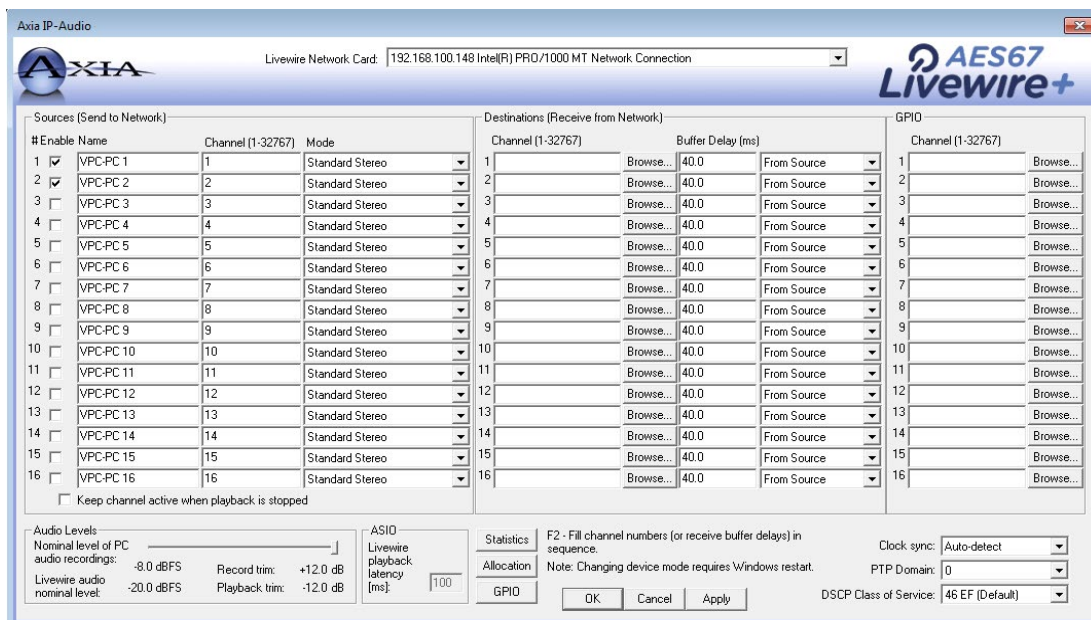 Axia IP-Audio
AXIA
Livewire Network Card: 192.168.100.148 Intel(R) PRO/1000 MT Network Connection
AES67
Livewire+
Sources (Send to Network)
# Enable Name Channel (1-32767) Mode
1 VPC-PC 1 1 Standard Stereo
2 VPC-PC 2 2 Standard Stereo
3 VPC-PC 3 3 Standard Stereo
4 VPC-PC 4 4 Standard Stereo
5 VPC-PC 5 5 Standard Stereo
6 VPC-PC 6 6 Standard Stereo
7 VPC-PC 7 7 Standard Stereo
8 VPC-PC 8 8 Standard Stereo
9 VPC-PC 9 9 Standard Stereo
10 VPC-PC 10 10 Standard Stereo
11 VPC-PC 11 11 Standard Stereo
12 VPC-PC 12 12 Standard Stereo
13 VPC-PC 13 13 Standard Stereo
14 VPC-PC 14 14 Standard Stereo
15 VPC-PC 15 15 Standard Stereo
16 VPC-PC 16 16 Standard Stereo
Keep channel active when playback is stopped
Destinations (Receive from Network)
Channel (1-32767) Buffer Delay (ms)
1 Browse... 40.0 From Source
2 Browse... 40.0 From Source
3 Browse... 40.0 From Source
4 Browse... 40.0 From Source
5 Browse... 40.0 From Source
6 Browse... 40.0 From Source
7 Browse... 40.0 From Source
8 Browse... 40.0 From Source
9 Browse... 40.0 From Source
10 Browse... 40.0 From Source
11 Browse... 40.0 From Source
12 Browse... 40.0 From Source
13 Browse... 40.0 From Source
14 Browse... 40.0 From Source
15 Browse... 40.0 From Source
16 Browse... 40.0 From Source
GPIO
Channel (1-32767)
1 Browse...
2 Browse...
3 Browse...
4 Browse...
5 Browse...
6 Browse...
7 Browse...
8 Browse...
9 Browse...
10 Browse...
11 Browse...
12 Browse...
13 Browse...
14 Browse...
15 Browse...
16 Browse...
Audio Levels
Nominal level of PC
audio recordings: -8.0 dBFS Record trim: +12.0 dB
Livewire audio
nominal level: -20.0 dBFS Playback trim: -12.0 dB
ASIO
Livewire
playback
latency
[ms]: 100
Statistics
Allocation
GPIO
F2 - Fill channel numbers (or receive buffer delays) in
sequence.
Note: Changing device mode requires Windows restart.
OK Cancel Apply
Clock sync: Auto-detect
PTP Domain: 0
DSCP Class of Service: 46 EF (Default)